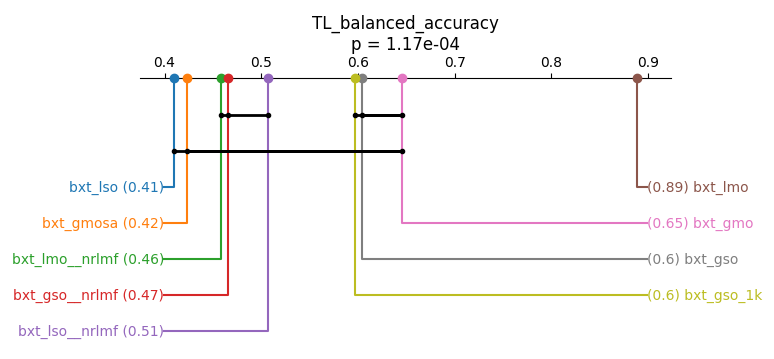 TL_balanced_accuracy
p = 1.17e-04
0.4 0.5 0.6 0.7 0.8 0.9
bxt_lso (0.41)
(0.89) bxt_lmo
bxt_gmosa (0.42)
(0.65) bxt_gmo
bxt_lmo__nrlmf (0.46)
(0.6) bxt_gso
bxt_gso__nrlmf (0.47)
(0.6) bxt_gso_1k
bxt_lso__nrlmf (0.51)